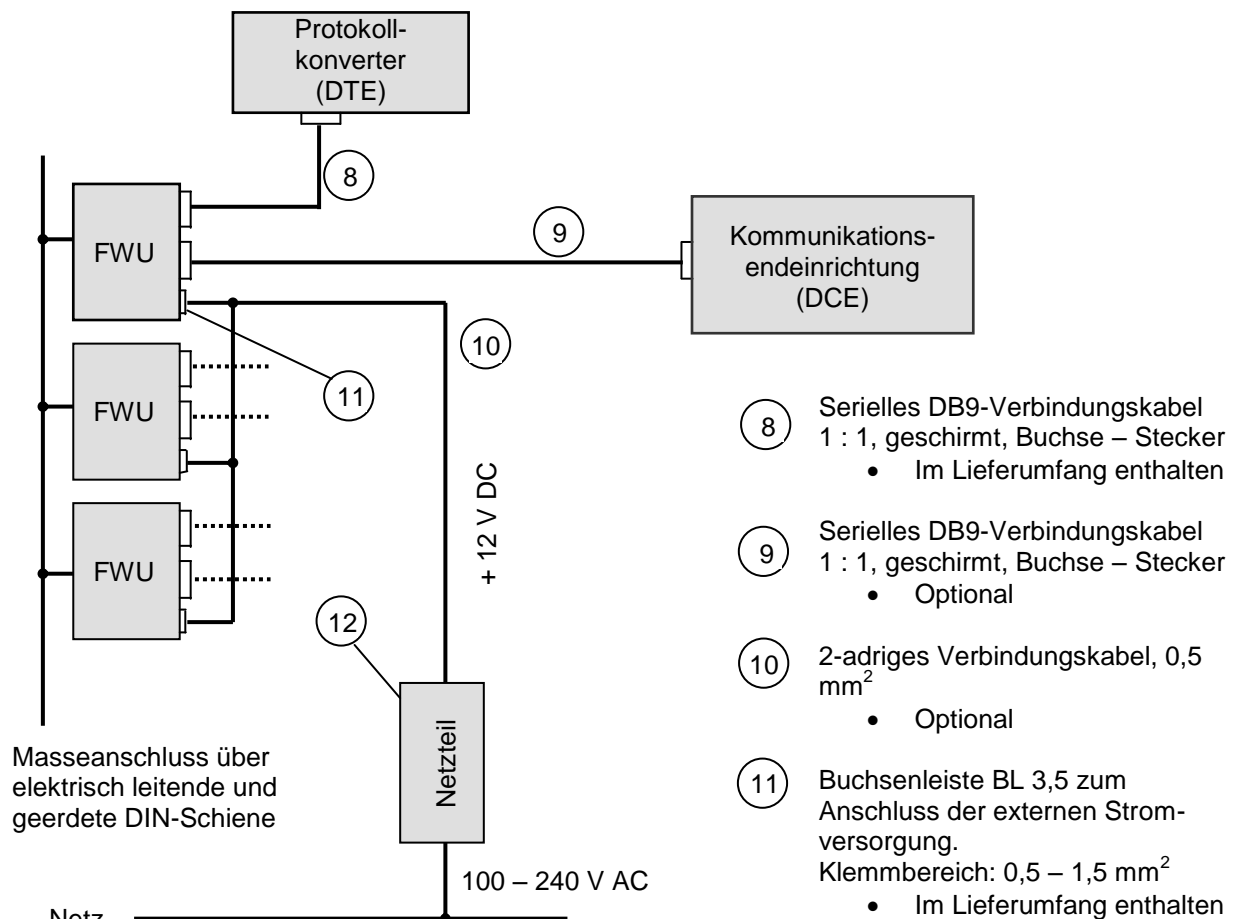 Protokoll-
konverter
(DTE)
8
FWU
9
Kommunikations-
endeinrichtung
(DCE)
10
11
FWU
FWU
+ 12 V DC
12
Netzteil
Masseanschluss über
elektrisch leitende und
geerdete DIN-Schiene
100 – 240 V AC
Netz
8 Serielles DB9-Verbindungskabel
1 : 1, geschirmt, Buchse – Stecker
• Im Lieferumfang enthalten
9 Serielles DB9-Verbindungskabel
1 : 1, geschirmt, Buchse – Stecker
• Optional
10 2-adriges Verbindungskabel, 0,5
mm²
• Optional
11 Buchsenleiste BL 3,5 zum
Anschluss der externen Strom-
versorgung.
Klemmbereich: 0,5 – 1,5 mm²
• Im Lieferumfang enthalten